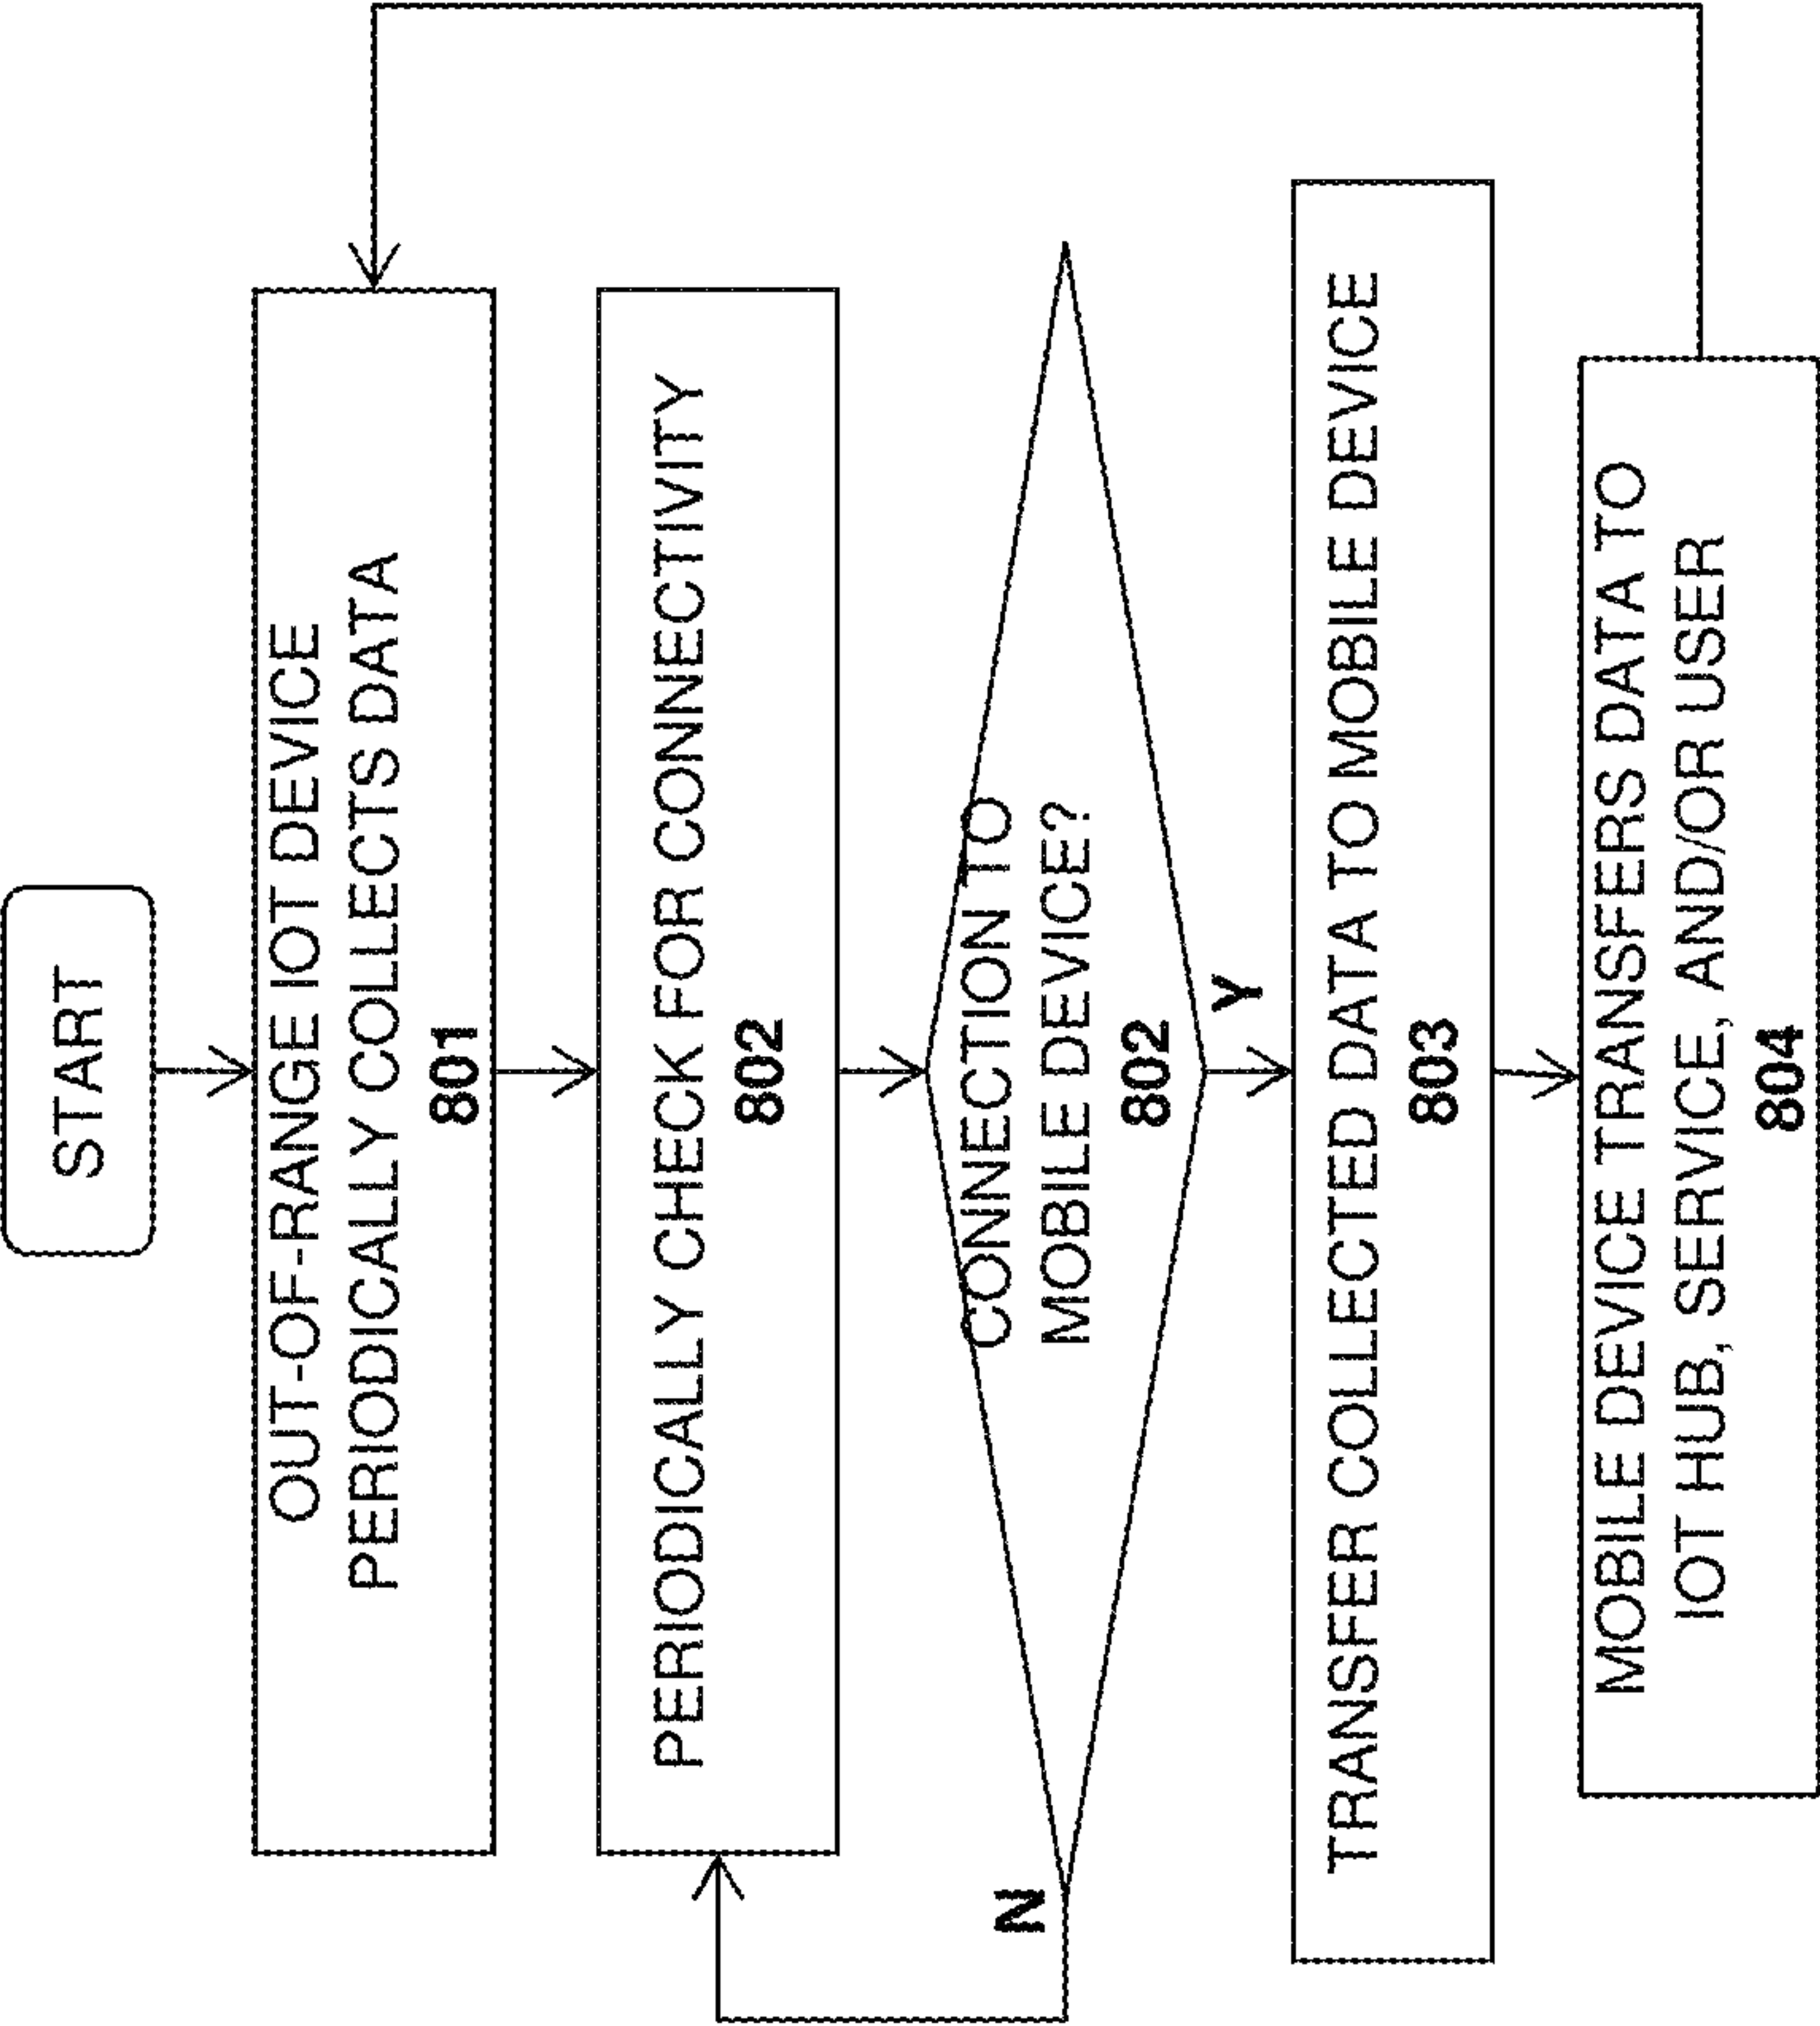 START
OUT-OF-RANGE IOT DEVICE
PERIODICALLY COLLECTS DATA
801
PERIODICALLY CHECK FOR CONNECTIVITY
802
CONNECTION TO
MOBILE DEVICE?
802
N
Y
TRANSFER COLLECTED DATA TO MOBILE DEVICE
803
MOBILE DEVICE TRANSFERS DATA TO
IOT HUB, SERVICE, AND/OR USER
804